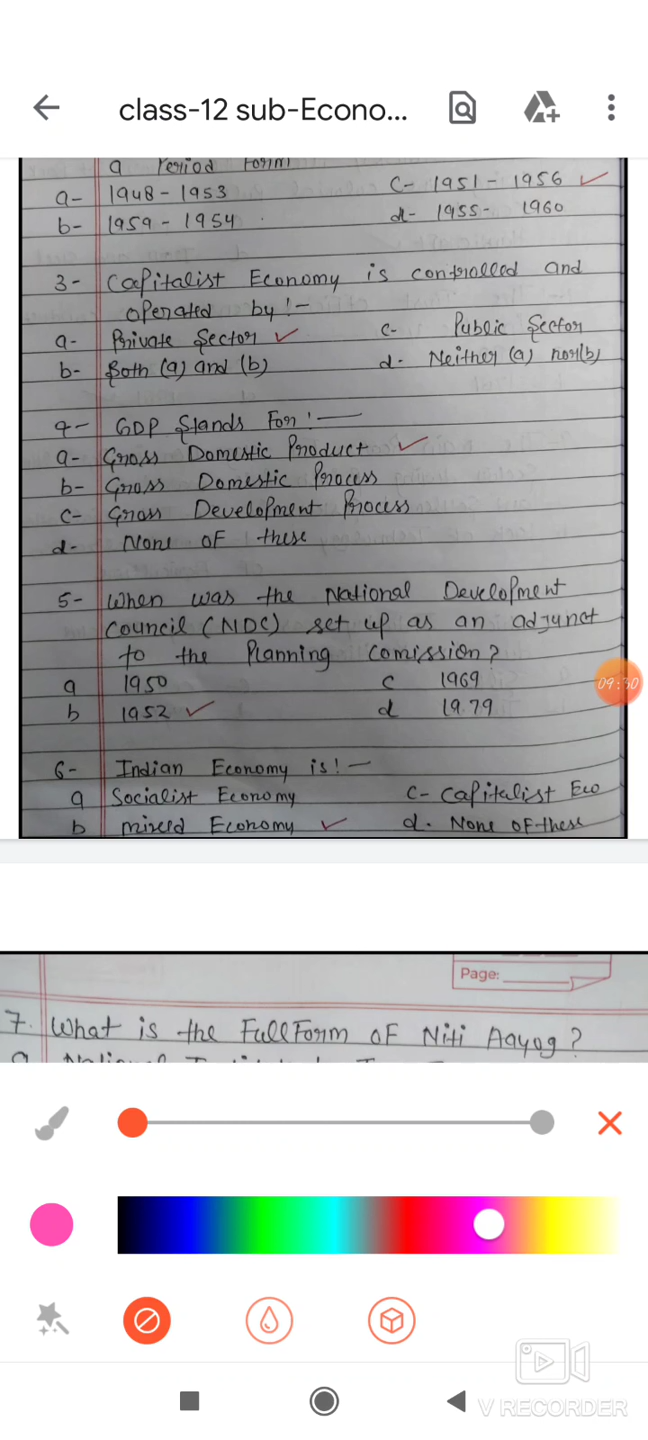 class-12 sub-Econo...
a Period Form
a- 1948 - 1953 C- 1951 - 1956
b- 1959 - 1954 d- 1955- 1960
3- Capitalist Economy is controlled and
operated by !-
a- Private Sector c- Public Sector
b- Both (a) and (b) d- Neither (a) nor(b)
4- GDP Stands For !-
a- Gross Domestic Product
b- Gross Domestic Process
c- Gross Development Process
d- None of these
5- When was the National Development
Council (NDC) set up as an adjunct
to the Planning comission?
a 1950 c 1969
b 1952 d 19.79
6- Indian Economy is!-
a Socialist Economy c- Capitalist Eco
b mixed Economy d. None of these
09:30
Page:
7. What is the FullForm of Niti Aayog?
V RECORDER